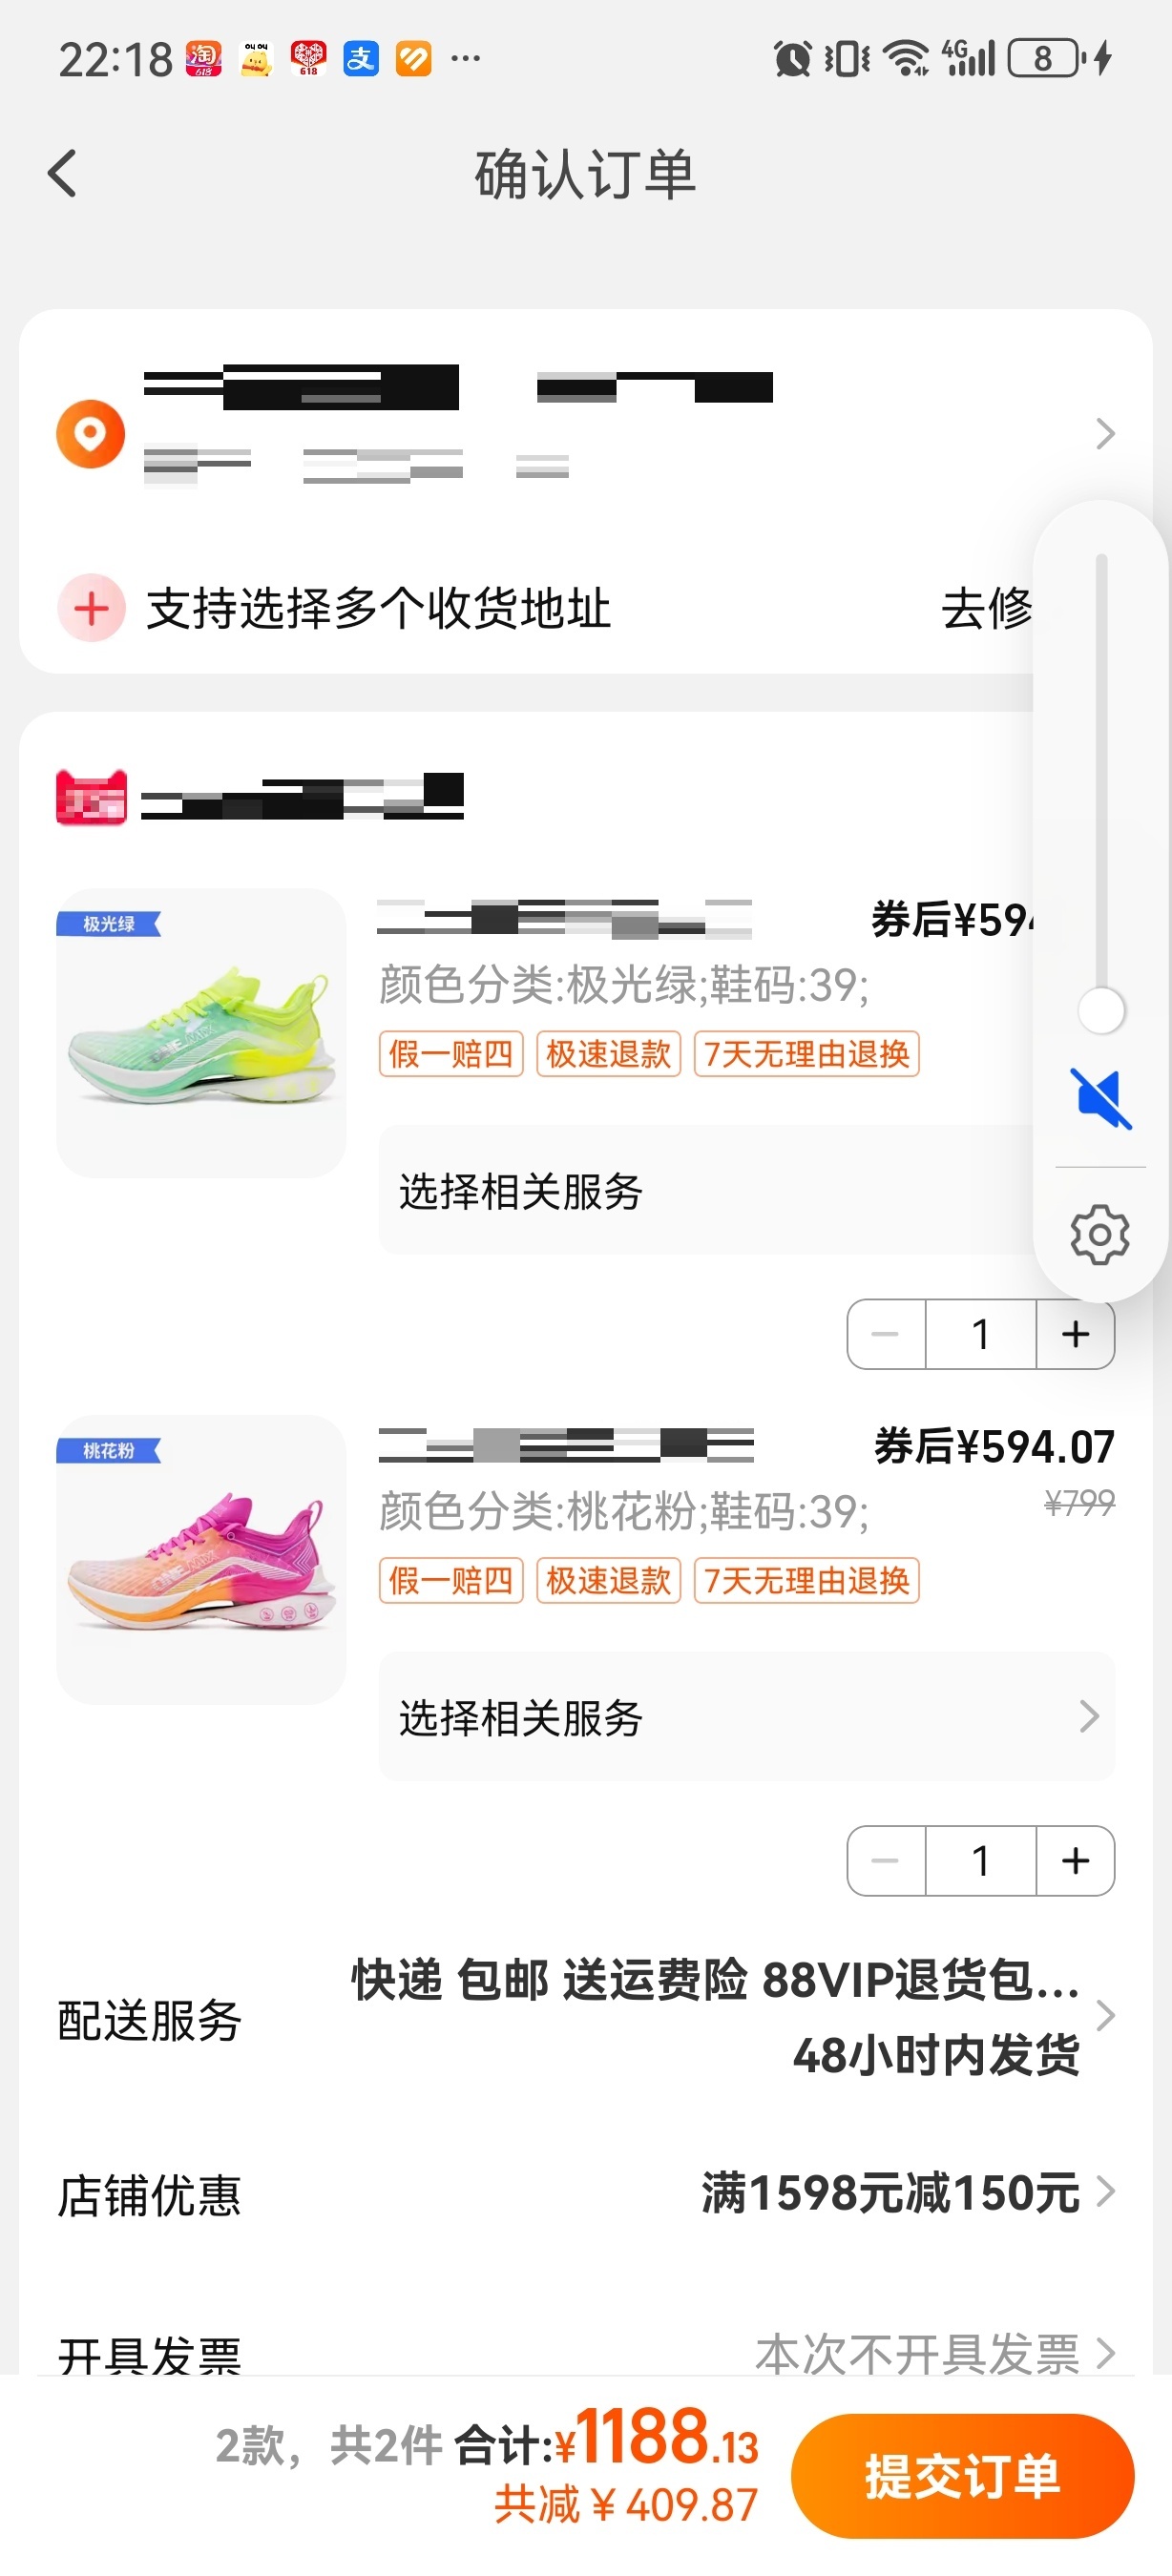 22:18
淘
618
618
支
4G
8
确认订单
支持选择多个收货地址
去修
极光绿
券后¥594
颜色分类:极光绿;鞋码:39;
假一赔四
极速退款
7天无理由退换
选择相关服务
1
桃花粉
券后¥594.07
颜色分类:桃花粉;鞋码:39;
¥799
假一赔四
极速退款
7天无理由退换
选择相关服务
1
快递 包邮 送运费险 88VIP退货包...
配送服务
48小时内发货
店铺优惠
满1598元减150元
开具发票
本次不开具发票
2款，共2件 合计:¥1188.13
共减￥409.87
提交订单